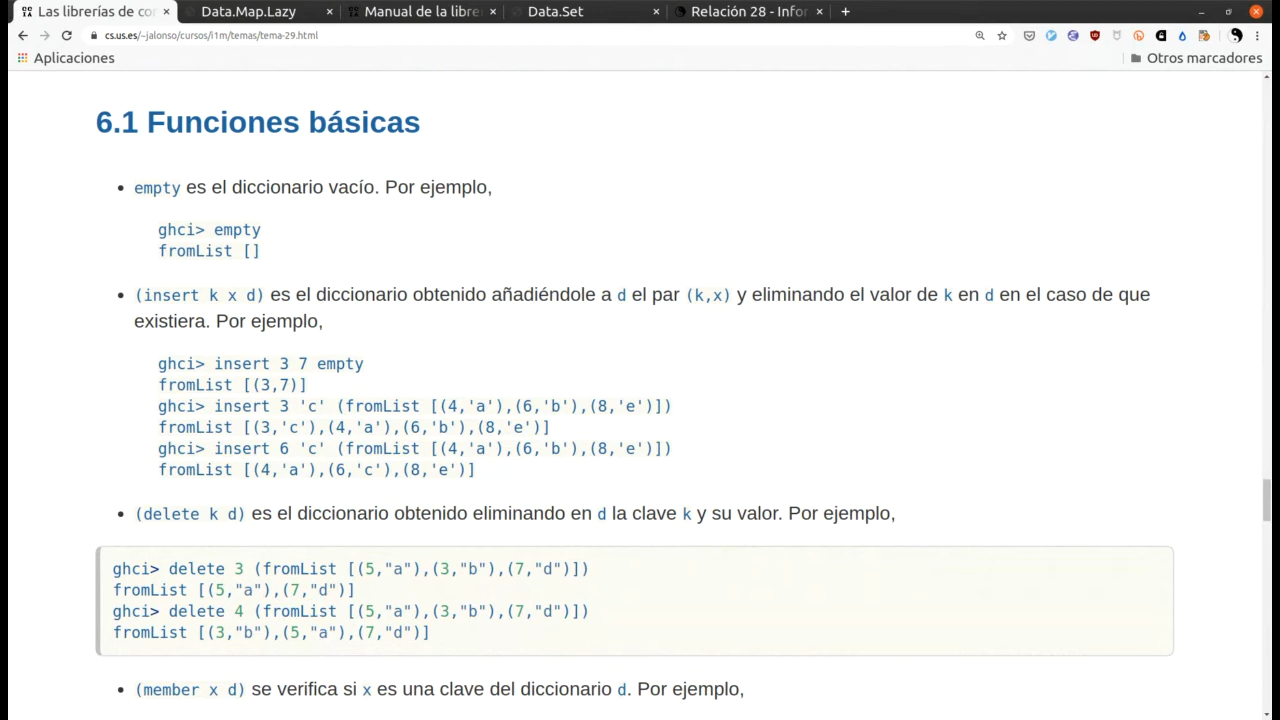 Las librerías de co
Data.Map.Lazy
Manual de la libre
Data.Set
Relación 28 - Infor
cs.us.es/~jalonso/cursos/i1m/temas/tema-29.html
Aplicaciones
Otros marcadores
6.1 Funciones básicas
• empty es el diccionario vacío. Por ejemplo,
ghci> empty
fromList []
• (insert k x d) es el diccionario obtenido añadiéndole a d el par (k,x) y eliminando el valor de k en d en el caso de que
existiera. Por ejemplo,
ghci> insert 3 7 empty
fromList [(3,7)]
ghci> insert 3 'c' (fromList [(4,'a'),(6,'b'),(8,'e')])
fromList [(3,'c'),(4,'a'),(6,'b'),(8,'e')]
ghci> insert 6 'c' (fromList [(4,'a'),(6,'b'),(8,'e')])
fromList [(4,'a'),(6,'c'),(8,'e')]
• (delete k d) es el diccionario obtenido eliminando en d la clave k y su valor. Por ejemplo,
ghci> delete 3 (fromList [(5,"a"),(3,"b"),(7,"d")])
fromList [(5,"a"),(7,"d")]
ghci> delete 4 (fromList [(5,"a"),(3,"b"),(7,"d")])
fromList [(3,"b"),(5,"a"),(7,"d")]
• (member x d) se verifica si x es una clave del diccionario d. Por ejemplo,